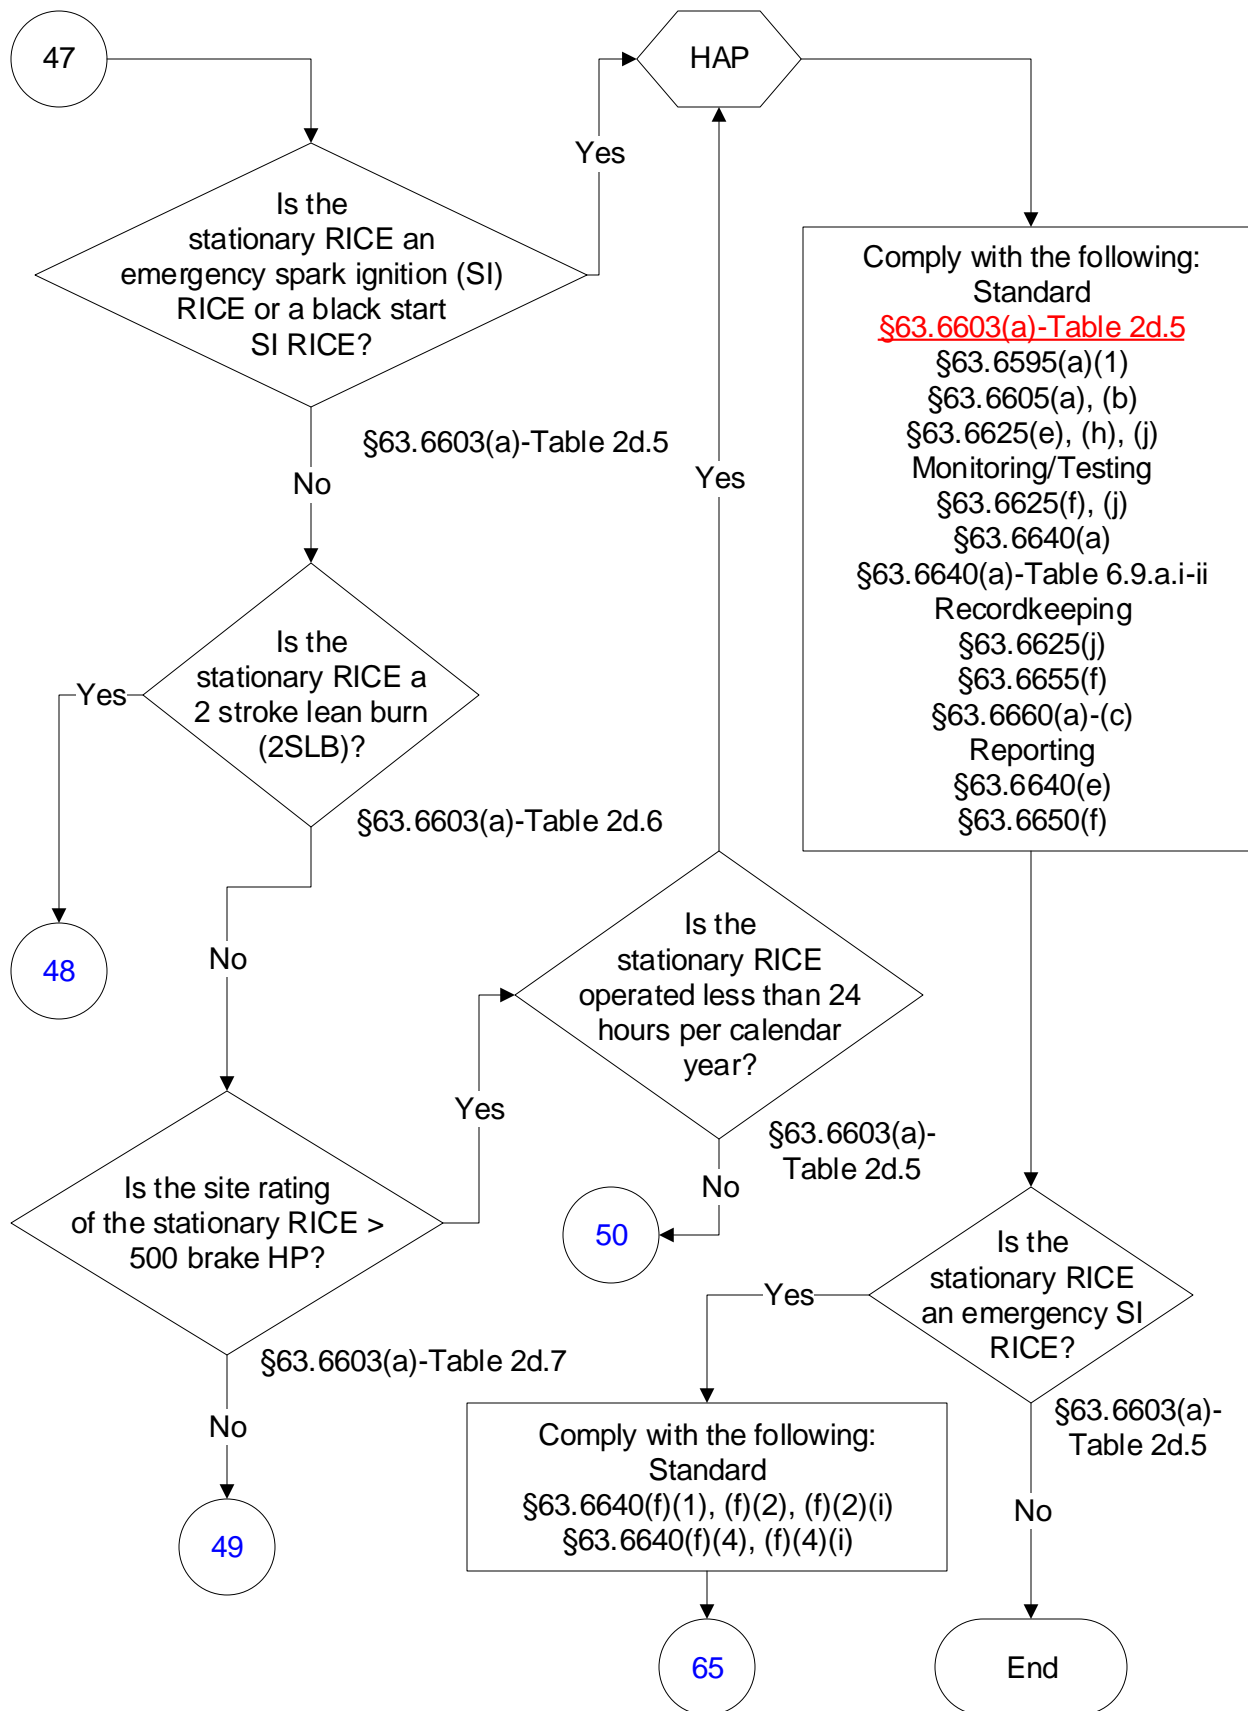 47
HAP
Yes
Is the
stationary RICE an
emergency spark ignition (SI)
RICE or a black start
SI RICE?
§63.6603(a)-Table 2d.5
No
Comply with the following:
Standard
§63.6603(a)-Table 2d.5
§63.6595(a)(1)
§63.6605(a), (b)
§63.6625(e), (h), (j)
Monitoring/Testing
§63.6625(f), (j)
§63.6640(a)
§63.6640(a)-Table 6.9.a.i-ii
Recordkeeping
§63.6625(j)
§63.6655(f)
§63.6660(a)-(c)
Reporting
§63.6640(e)
§63.6650(f)
Yes
Is the
stationary RICE a
2 stroke lean burn
(2SLB)?
Yes
§63.6603(a)-Table 2d.6
48
No
Is the
stationary RICE
operated less than 24
hours per calendar
year?
Yes
§63.6603(a)-
Table 2d.5
No
50
Is the site rating
of the stationary RICE >
500 brake HP?
§63.6603(a)-Table 2d.7
No
49
Is the
stationary RICE
an emergency SI
RICE?
Yes
§63.6603(a)-
Table 2d.5
Comply with the following:
Standard
§63.6640(f)(1), (f)(2), (f)(2)(i)
§63.6640(f)(4), (f)(4)(i)
No
65
End